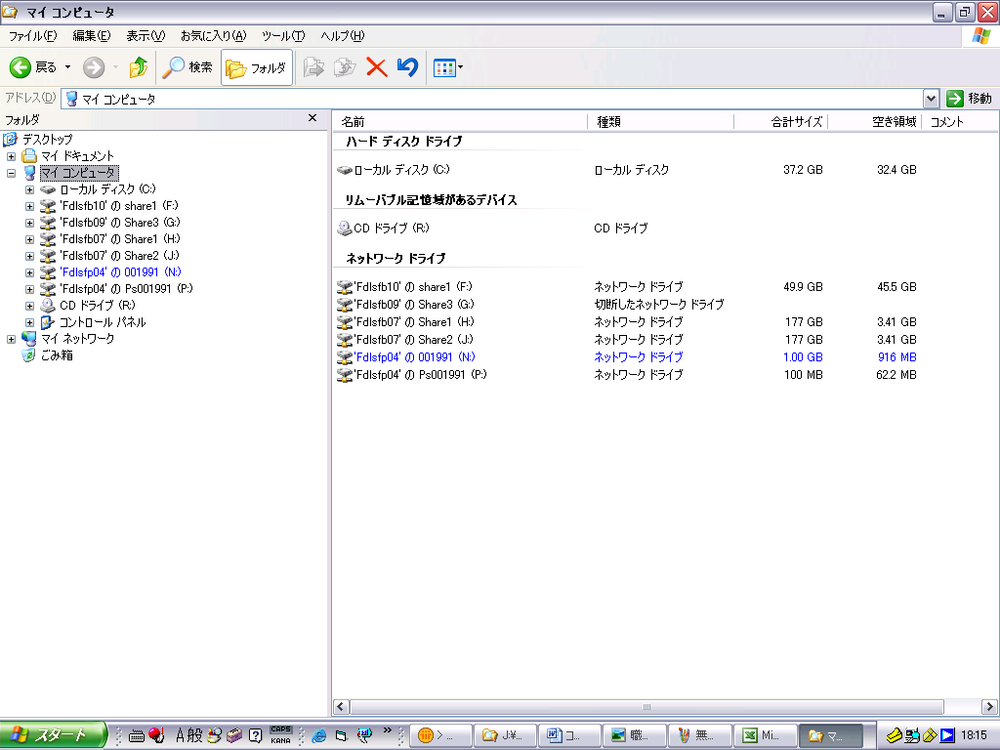 マイ コンピュータ
ファイル(F) 編集(E) 表示(V) お気に入り(A) ツール(T) ヘルプ(H)
戻る 検索 フォルダ
アドレス(D) マイ コンピュータ 移動
フォルダ
デスクトップ
マイ ドキュメント
マイ コンピュータ
ローカル ディスク (C:)
'Fdlsfb10' の share1 (F:)
'Fdlsfb09' の Share3 (G:)
'Fdlsfb07' の Share1 (H:)
'Fdlsfb07' の Share2 (J:)
'Fdlsfp04' の 001991 (N:)
'Fdlsfp04' の Ps001991 (P:)
CD ドライブ (R:)
コントロール パネル
マイ ネットワーク
ごみ箱
名前 種類 合計サイズ 空き領域 コメント
ハード ディスク ドライブ
ローカル ディスク (C:) ローカル ディスク 37.2 GB 32.4 GB
リムーバブル記憶域があるデバイス
CD ドライブ (R:) CD ドライブ
ネットワーク ドライブ
'Fdlsfb10' の share1 (F:) ネットワーク ドライブ 49.9 GB 45.5 GB
'Fdlsfb09' の Share3 (G:) 切断したネットワーク ドライブ
'Fdlsfb07' の Share1 (H:) ネットワーク ドライブ 177 GB 3.41 GB
'Fdlsfb07' の Share2 (J:) ネットワーク ドライブ 177 GB 3.41 GB
'Fdlsfp04' の 001991 (N:) ネットワーク ドライブ 1.00 GB 916 MB
'Fdlsfp04' の Ps001991 (P:) ネットワーク ドライブ 100 MB 62.2 MB
スタート A 般 CAPS KANA » >... J¥... コ... 職... 無... Mi... マ... 18:15